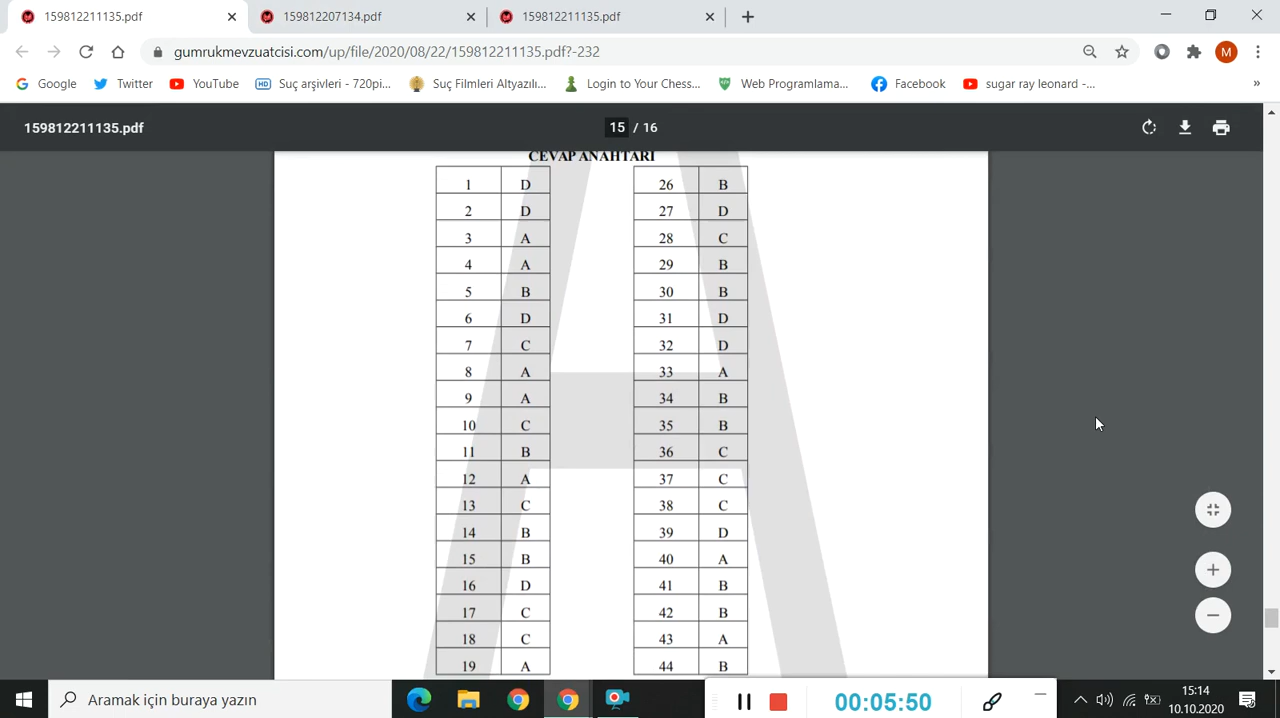 159812211135.pdf
159812207134.pdf
159812211135.pdf
gumrukmevzuatcisi.com/up/file/2020/08/22/159812211135.pdf?-232
M
Google
Twitter
YouTube
HD Suç arşivleri - 720pi...
Suç Filmleri Altyazılı...
Login to Your Chess...
Web Programlama...
Facebook
sugar ray leonard -...
»
159812211135.pdf
15 / 16
CEVAP ANAHTARI
1 D 26 B
2 D 27 D
3 A 28 C
4 A 29 B
5 B 30 B
6 D 31 D
7 C 32 D
8 A 33 A
9 A 34 B
10 C 35 B
11 B 36 C
12 A 37 C
13 C 38 C
14 B 39 D
15 B 40 A
16 D 41 B
17 C 42 B
18 C 43 A
19 A 44 B
A
Aramak için buraya yazın
00:05:50
15:14
10.10.2020